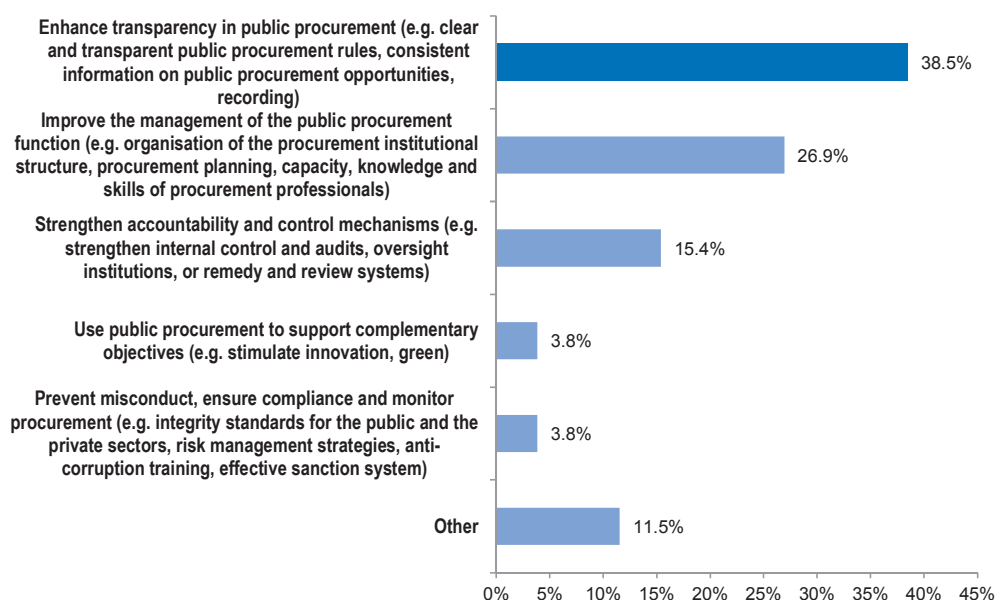 Enhance transparency in public procurement (e.g. clear
and transparent public procurement rules, consistent
information on public procurement opportunities,
recording)
38.5%
Improve the management of the public procurement
function (e.g. organisation of the procurement institutional
structure, procurement planning, capacity, knowledge and
skills of procurement professionals)
26.9%
Strengthen accountability and control mechanisms (e.g.
strengthen internal control and audits, oversight
institutions, or remedy and review systems)
15.4%
Use public procurement to support complementary
objectives (e.g. stimulate innovation, green)
3.8%
Prevent misconduct, ensure compliance and monitor
procurement (e.g. integrity standards for the public and the
private sectors, risk management strategies, anti-
corruption training, effective sanction system)
3.8%
Other
11.5%
0% 5% 10% 15% 20% 25% 30% 35% 40% 45%